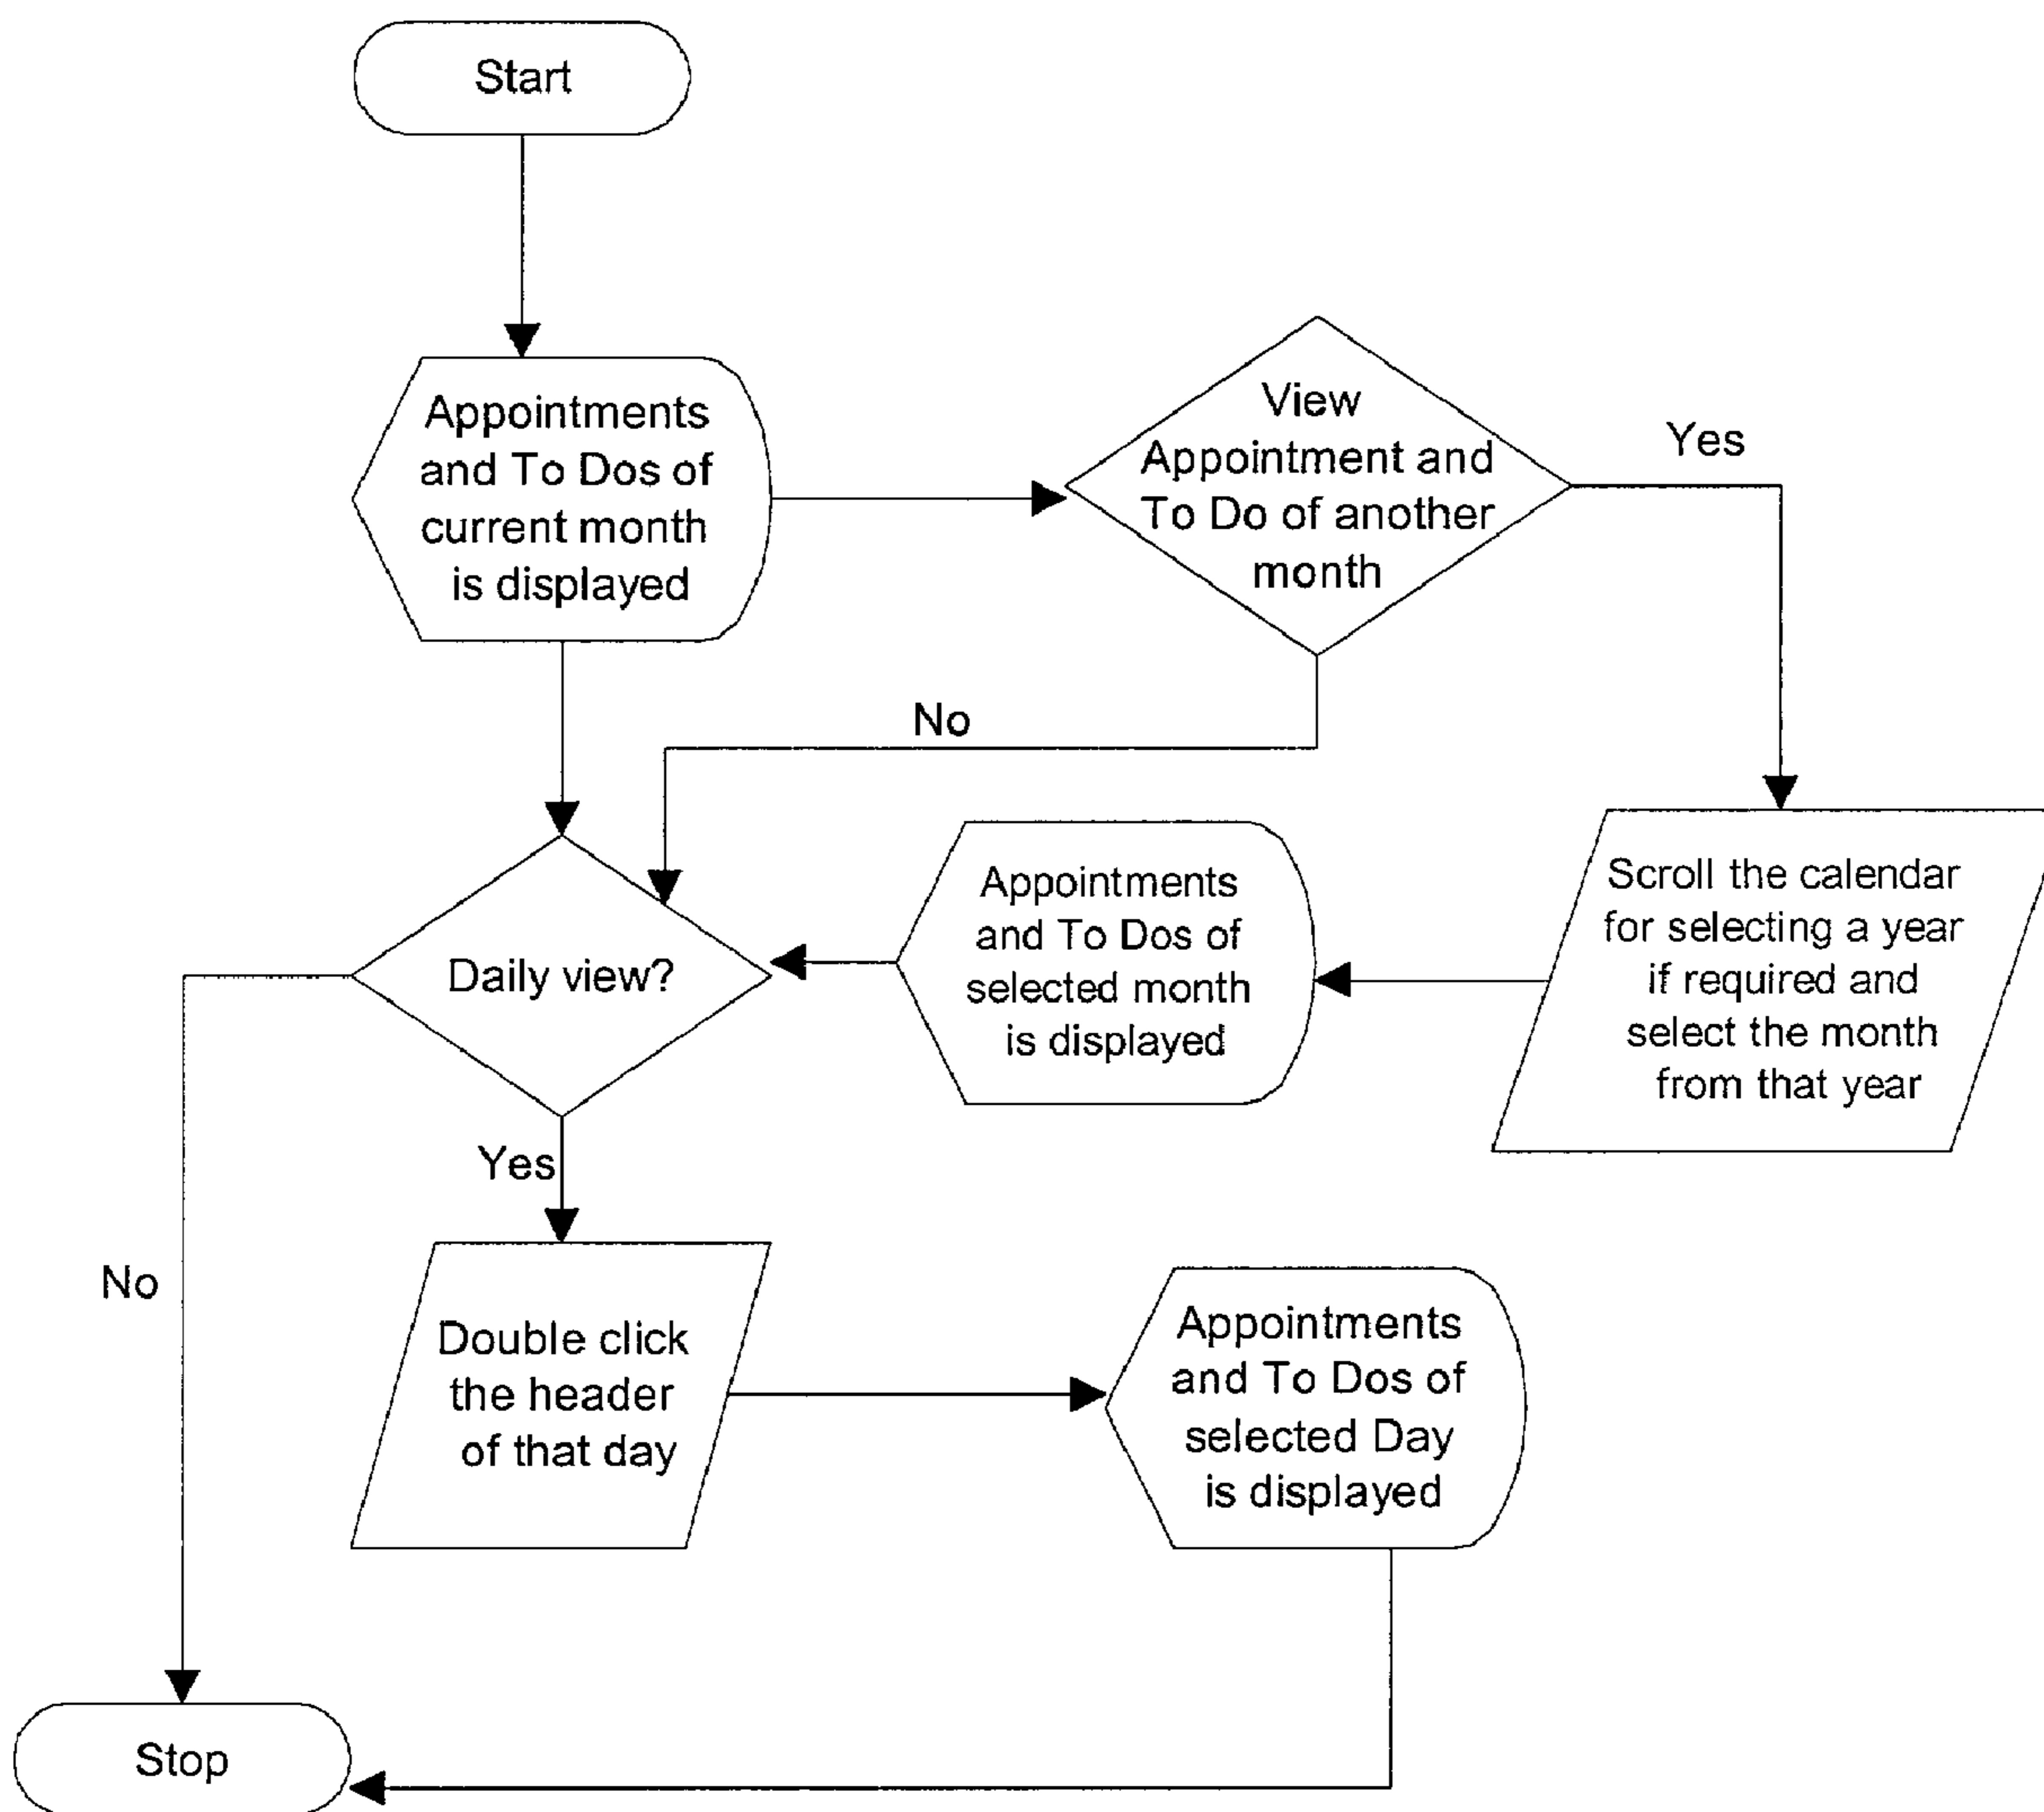 Start
Appointments
and To Dos of
current month
is displayed
View
Appointment and
To Do of another
month
Yes
No
Daily view?
Appointments
and To Dos of
selected month
is displayed
Scroll the calendar
for selecting a year
if required and
select the month
from that year
Yes
No
Double click
the header
of that day
Appointments
and To Dos of
selected Day
is displayed
Stop